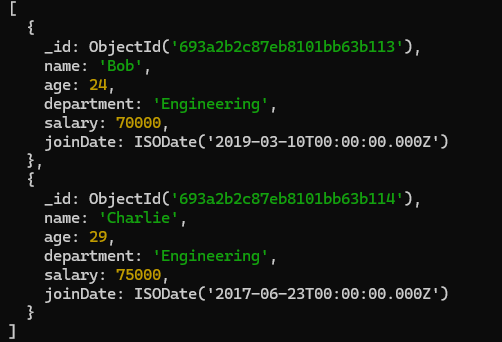 [
  {
    _id: ObjectId('693a2b2c87eb8101bb63b113'),
    name: 'Bob',
    age: 24,
    department: 'Engineering',
    salary: 70000,
    joinDate: ISODate('2019-03-10T00:00:00.000Z')
  },
  {
    _id: ObjectId('693a2b2c87eb8101bb63b114'),
    name: 'Charlie',
    age: 29,
    department: 'Engineering',
    salary: 75000,
    joinDate: ISODate('2017-06-23T00:00:00.000Z')
  }
]